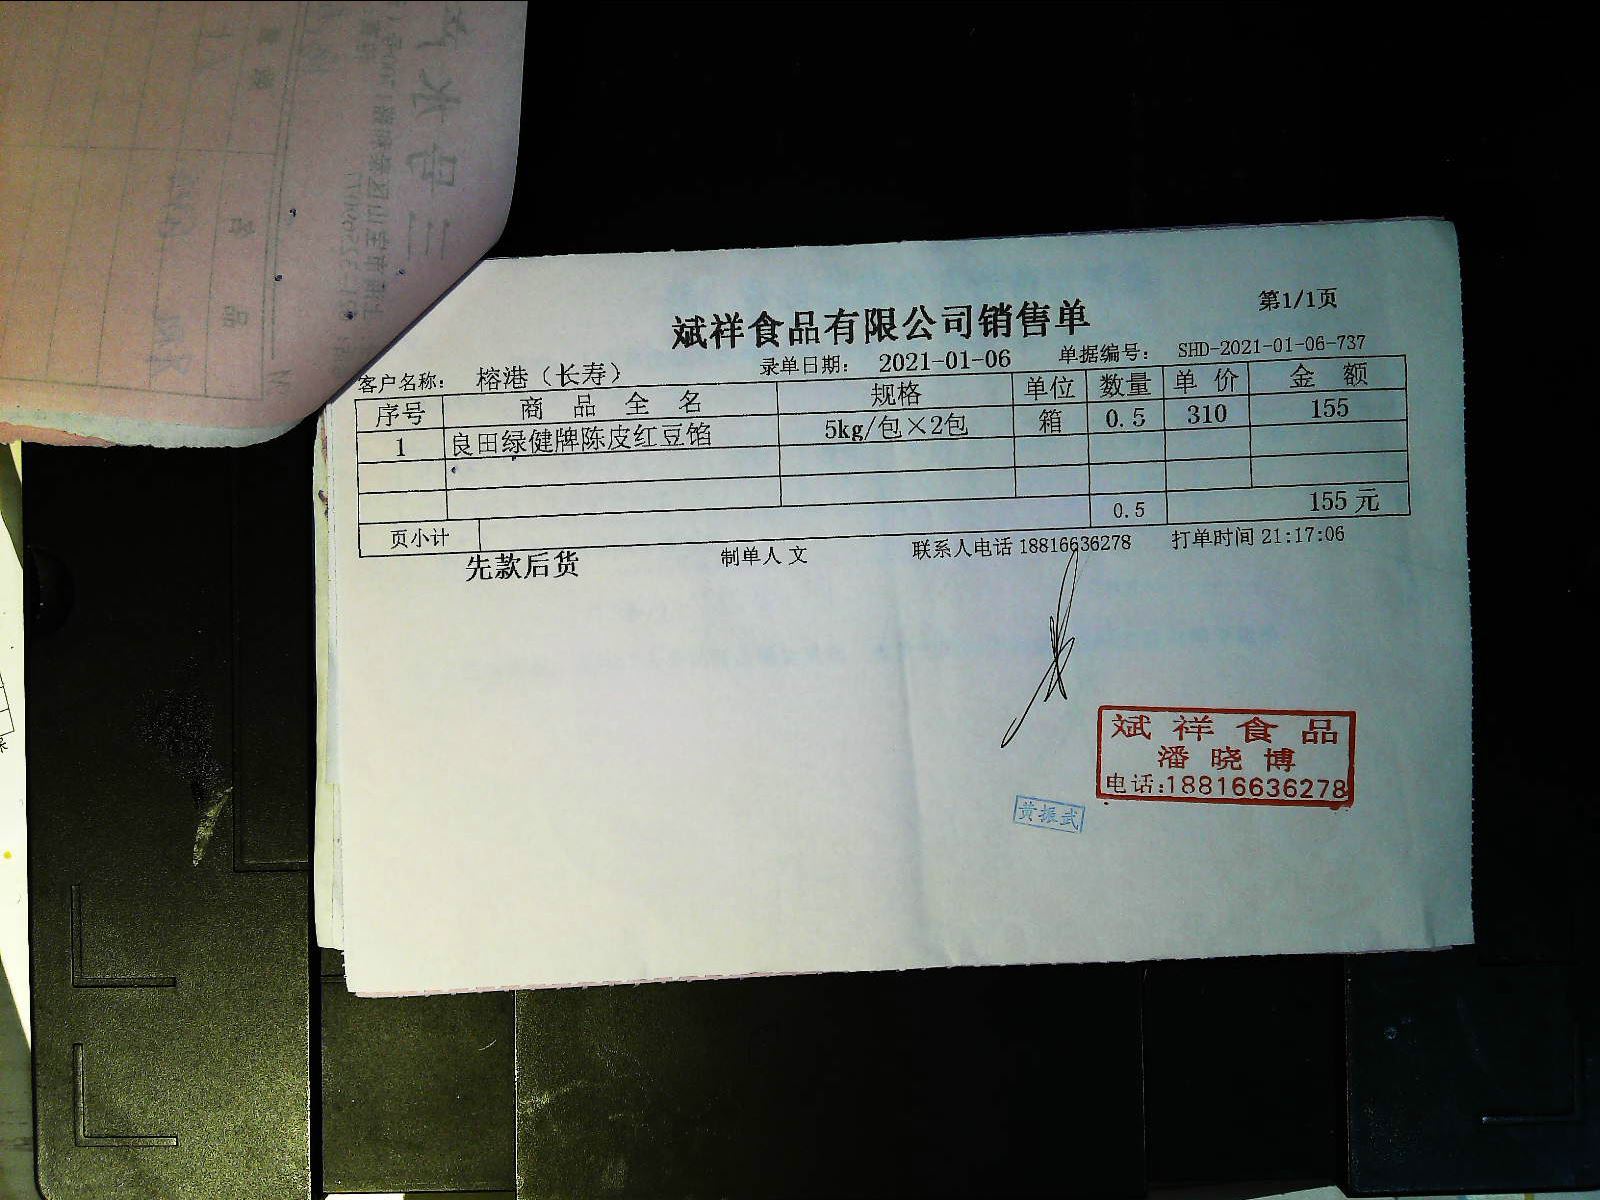 斌祥食品有限公司销售单
第1/1页
客户名称： 榕港（长寿） 录单日期： 2021-01-06 单据编号： SHD-2021-01-06-737
序号 商品全名 规格 单位 数量 单价 金额
1 良田绿健牌陈皮红豆馅 5kg/包×2包 箱 0.5 310 155
页小计 0.5 155元
先款后货 制单人 文 联系人电话 18816636278 打单时间 21:17:06
斌祥食品
潘晓博
电话:18816636278
黄振武
三号水产
品名